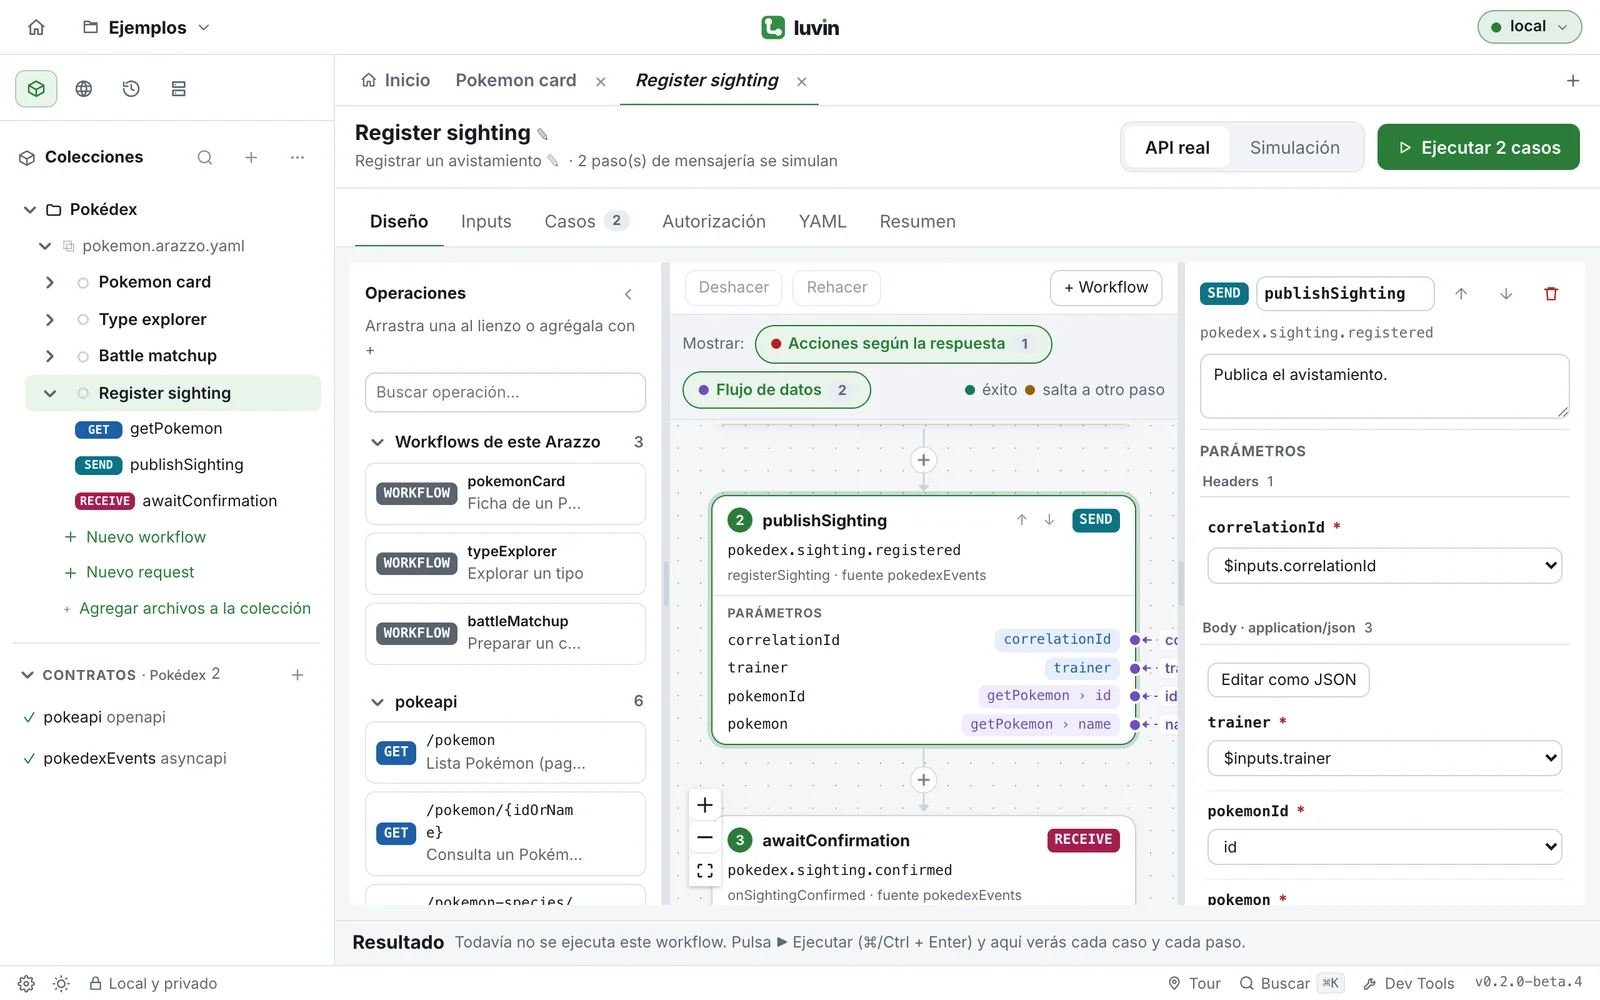 Ejemplos
luvin
local
Inicio
Pokemon card
Register sighting
Colecciones
Pokédex
pokemon.arazzo.yaml
Pokemon card
Type explorer
Battle matchup
Register sighting
GET getPokemon
SEND publishSighting
RECEIVE awaitConfirmation
+ Nuevo workflow
+ Nuevo request
+ Agregar archivos a la colección
CONTRATOS · Pokédex 2
pokeapi openapi
pokedexEvents asyncapi
Register sighting
Registrar un avistamiento · 2 paso(s) de mensajería se simulan
API real
Simulación
Ejecutar 2 casos
Diseño
Inputs
Casos 2
Autorización
YAML
Resumen
Operaciones
Arrastra una al lienzo o agrégala con
+
Buscar operación...
Workflows de este Arazzo 3
WORKFLOW pokemonCard
Ficha de un P...
WORKFLOW typeExplorer
Explorar un tipo
WORKFLOW battleMatchup
Preparar un c...
pokeapi 6
GET /pokemon
Lista Pokémon (pag...
GET /pokemon/{idOrNam
e}
Consulta un Pokém...
/pokemon-species/
Deshacer
Rehacer
+ Workflow
Mostrar:
Acciones según la respuesta 1
Flujo de datos 2
éxito
salta a otro paso
2 publishSighting SEND
pokedex.sighting.registered
registerSighting · fuente pokedexEvents
PARÁMETROS
correlationId correlationId co
trainer trainer tra
pokemonId getPokemon › id id
pokemon getPokemon › name na
3 awaitConfirmation RECEIVE
pokedex.sighting.confirmed
onSightingConfirmed · fuente pokedexEvents
SEND publishSighting
pokedex.sighting.registered
Publica el avistamiento.
PARÁMETROS
Headers 1
correlationId *
$inputs.correlationId
Body · application/json 3
Editar como JSON
trainer *
$inputs.trainer
pokemonId *
id
pokemon *
Resultado Todavía no se ejecuta este workflow. Pulsa ▶ Ejecutar (⌘/Ctrl + Enter) y aquí verás cada caso y cada paso.
Local y privado
Tour
Buscar ⌘K
Dev Tools
v0.2.0-beta.4